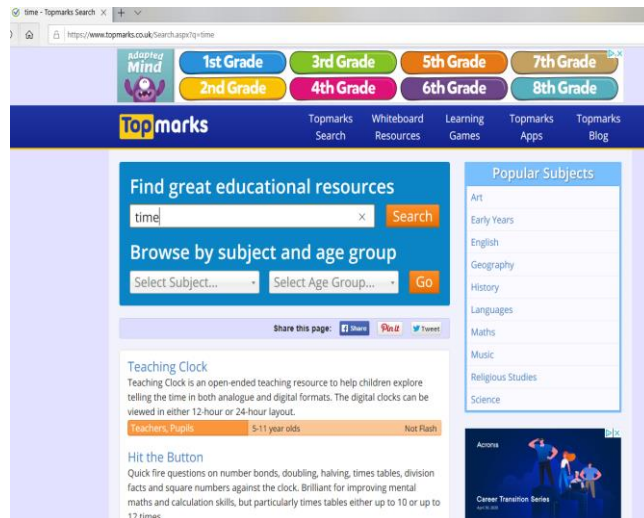 time - Topmarks Search
https://www.topmarks.co.uk/Search.aspx?q=time
Adapted
Mind
1st Grade
3rd Grade
5th Grade
7th Grade
2nd Grade
4th Grade
6th Grade
8th Grade
Topmarks
Topmarks Search
Whiteboard Resources
Learning Games
Topmarks Apps
Topmarks Blog
Find great educational resources
time
Search
Browse by subject and age group
Select Subject...
Select Age Group...
Go
Share this page:
Share
Pin it
Tweet
Teaching Clock
Teaching Clock is an open-ended teaching resource to help children explore
telling the time in both analogue and digital formats. The digital clocks can be
viewed in either 12-hour or 24-hour layout.
Teachers, Pupils
5-11 year olds
Not Flash
Hit the Button
Quick fire questions on number bonds, doubling, halving, times tables, division
facts and square numbers against the clock. Brilliant for improving mental
maths and calculation skills, but particularly times tables either up to 10 or up to
12 times.
Popular Subjects
Art
Early Years
English
Geography
History
Languages
Maths
Music
Religious Studies
Science
Acronis
Career Transition Series